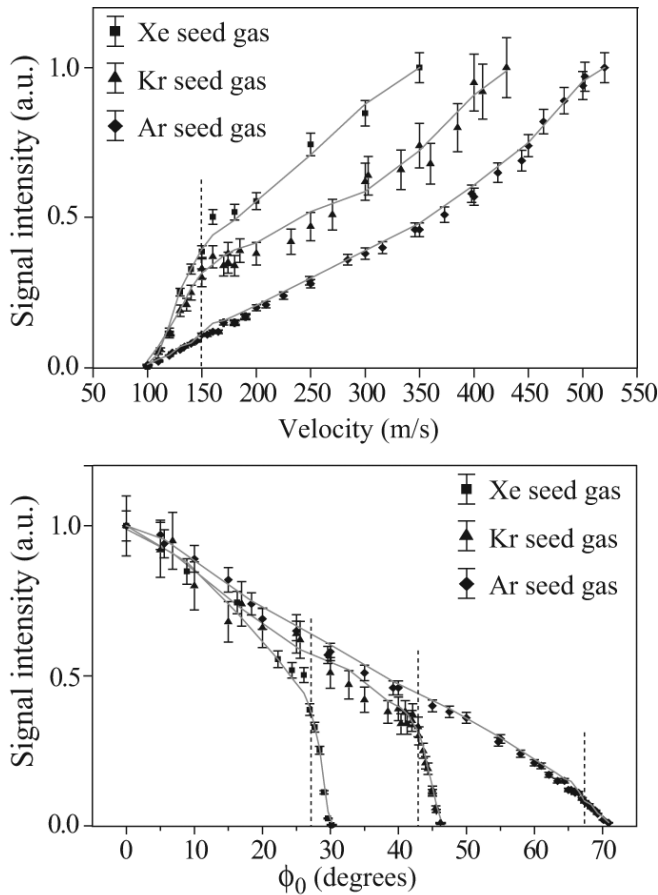 Xe seed gas
Kr seed gas
Ar seed gas
1.0
0.5
0.0
Signal intensity (a.u.)
50 100 150 200 250 300 350 400 450 500 550
Velocity (m/s)
Xe seed gas
Kr seed gas
Ar seed gas
1.0
0.5
0.0
Signal intensity (a.u.)
0 10 20 30 40 50 60 70
ϕ₀ (degrees)